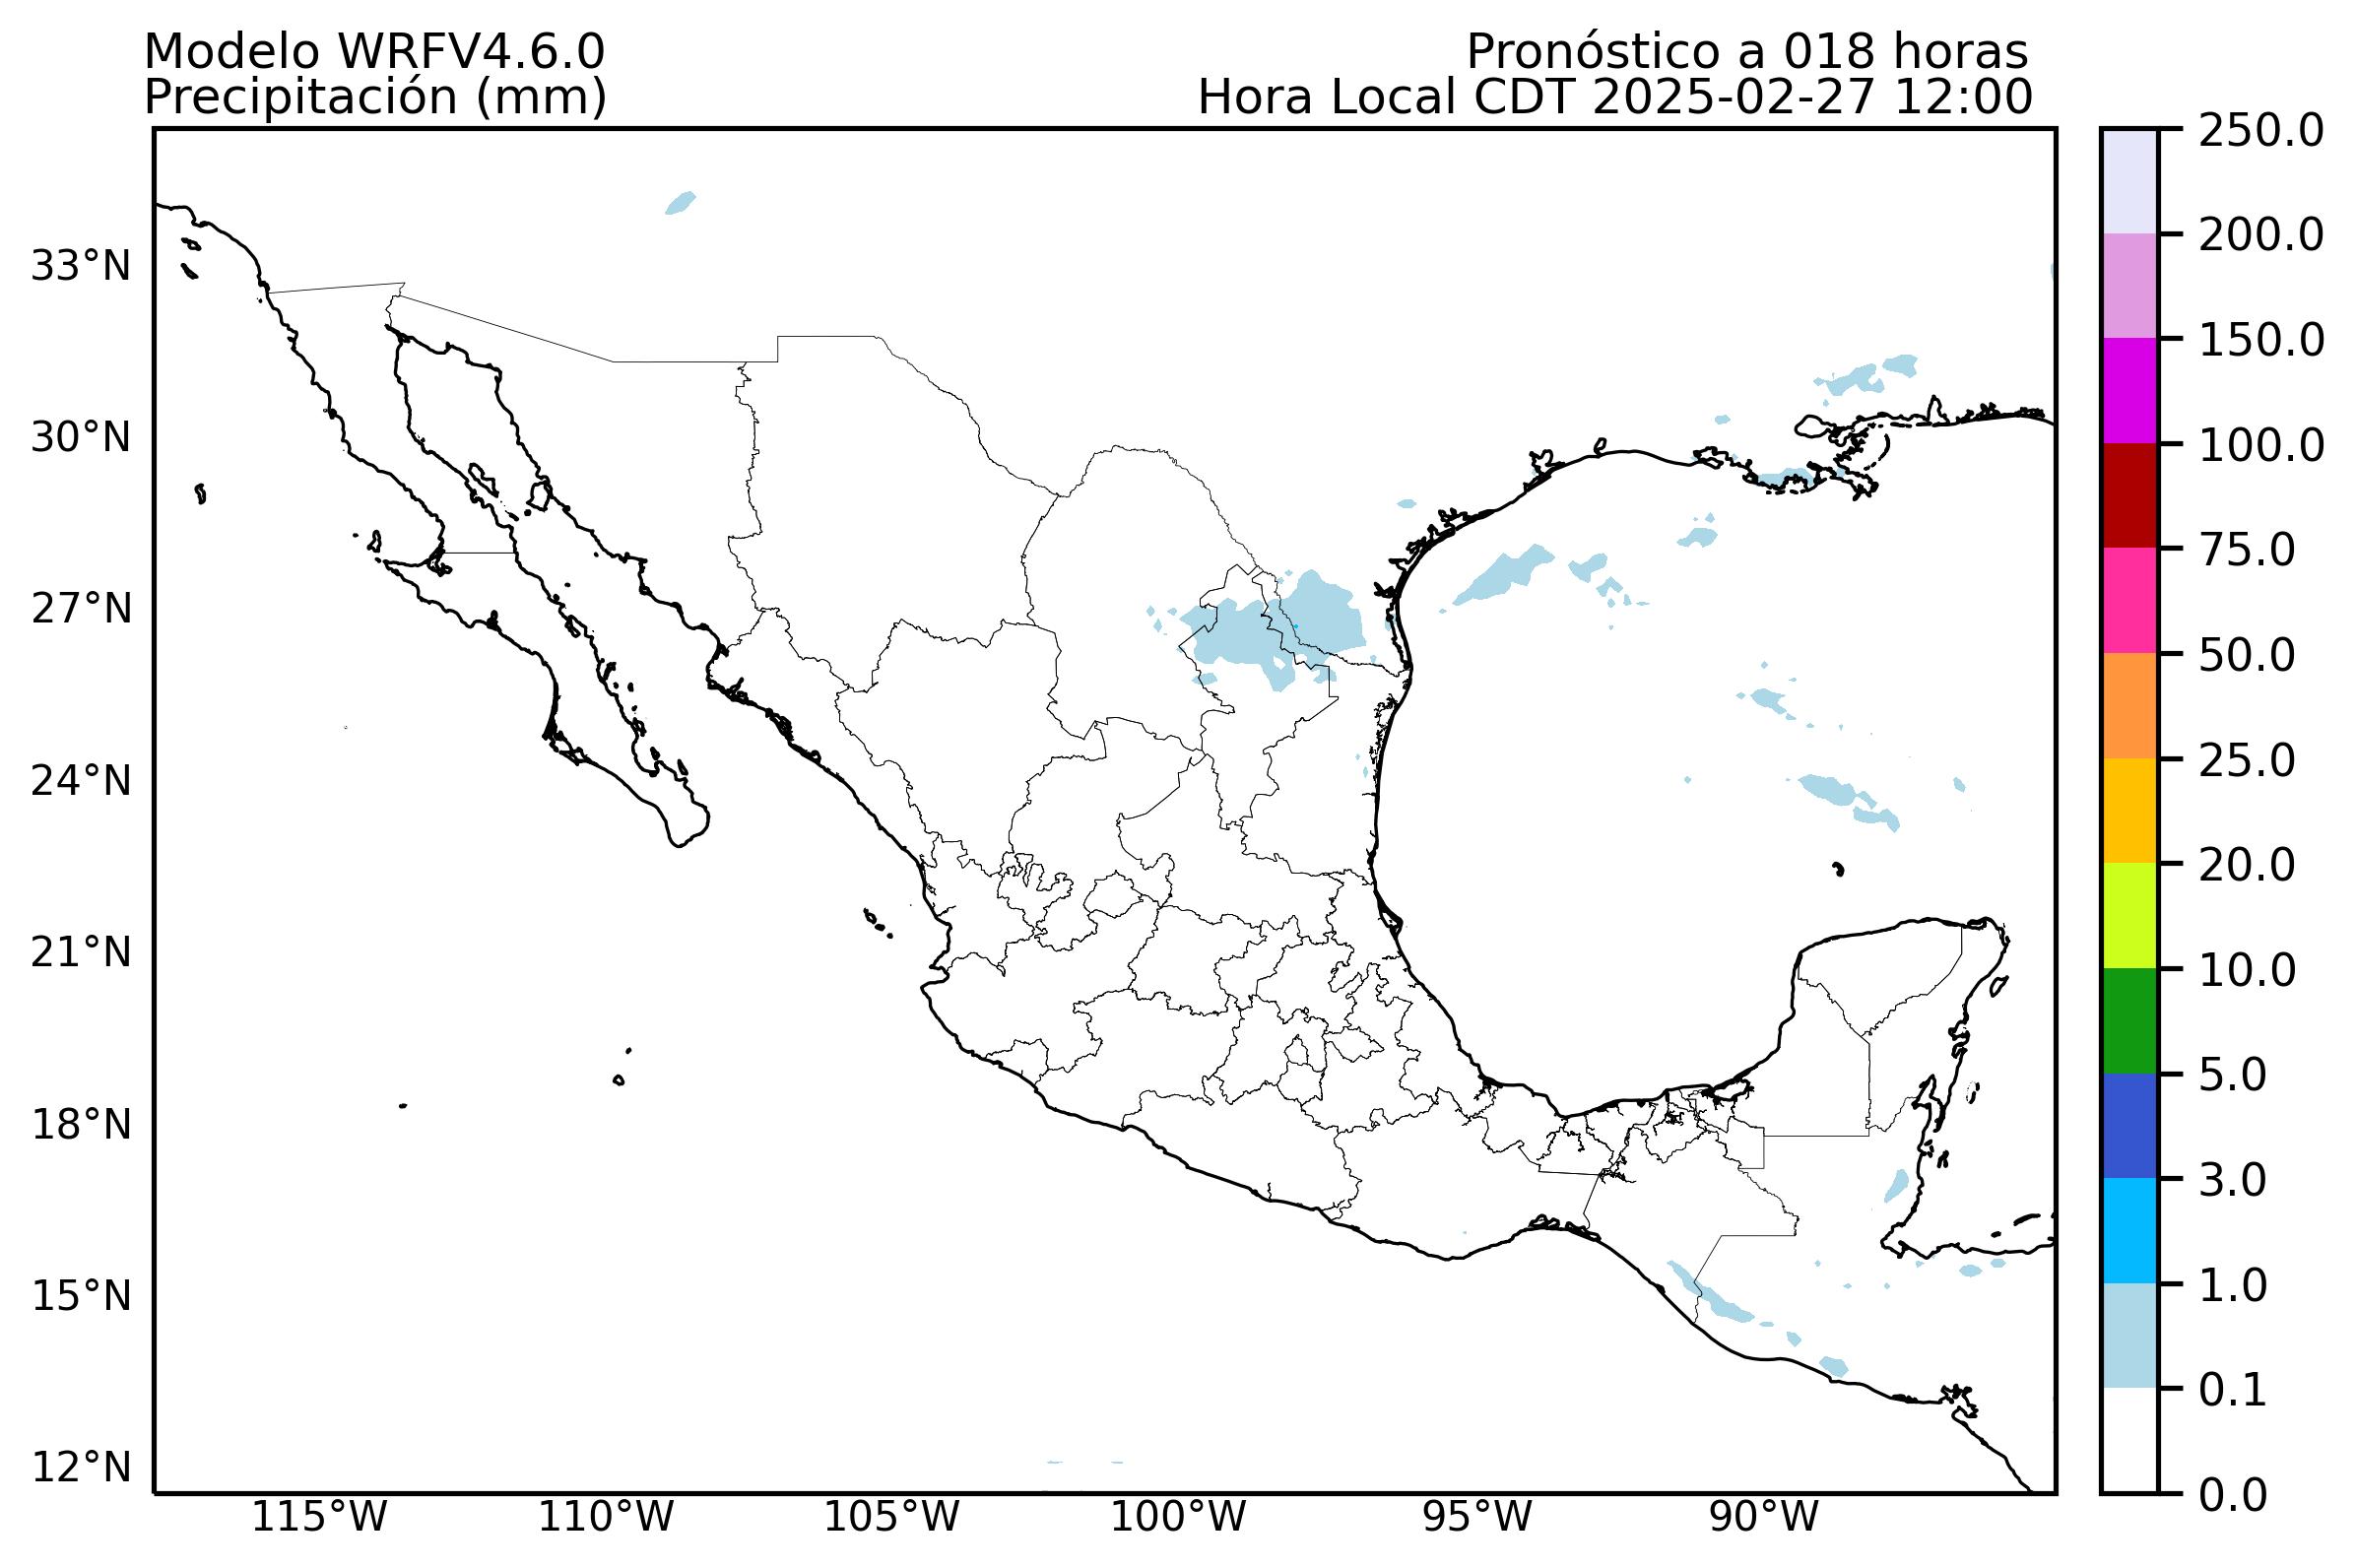 Modelo WRFV4.6.0
Pronóstico a 018 horas
Precipitación (mm)
Hora Local CDT 2025-02-27 12:00
33°N
30°N
27°N
24°N
21°N
18°N
15°N
12°N
115°W
110°W
105°W
100°W
95°W
90°W
250.0
200.0
150.0
100.0
75.0
50.0
25.0
20.0
10.0
5.0
3.0
1.0
0.1
0.0